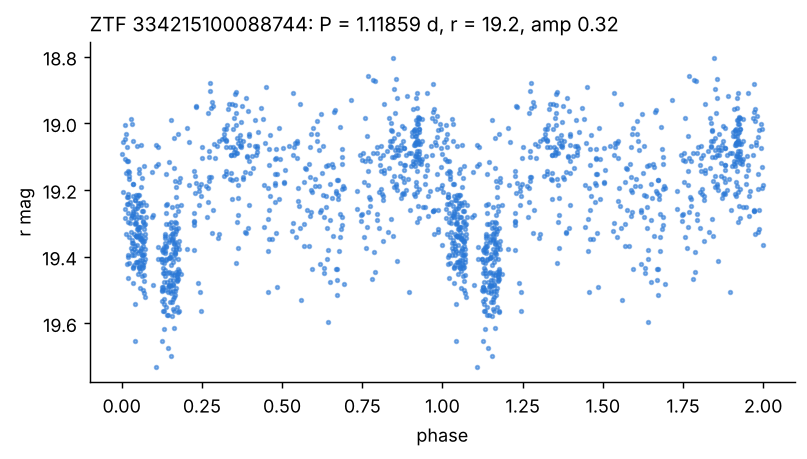 ZTF 334215100088744: P = 1.11859 d, r = 19.2, amp 0.32
18.8
19.0
19.2
19.4
19.6
r mag
0.00 0.25 0.50 0.75 1.00 1.25 1.50 1.75 2.00
phase